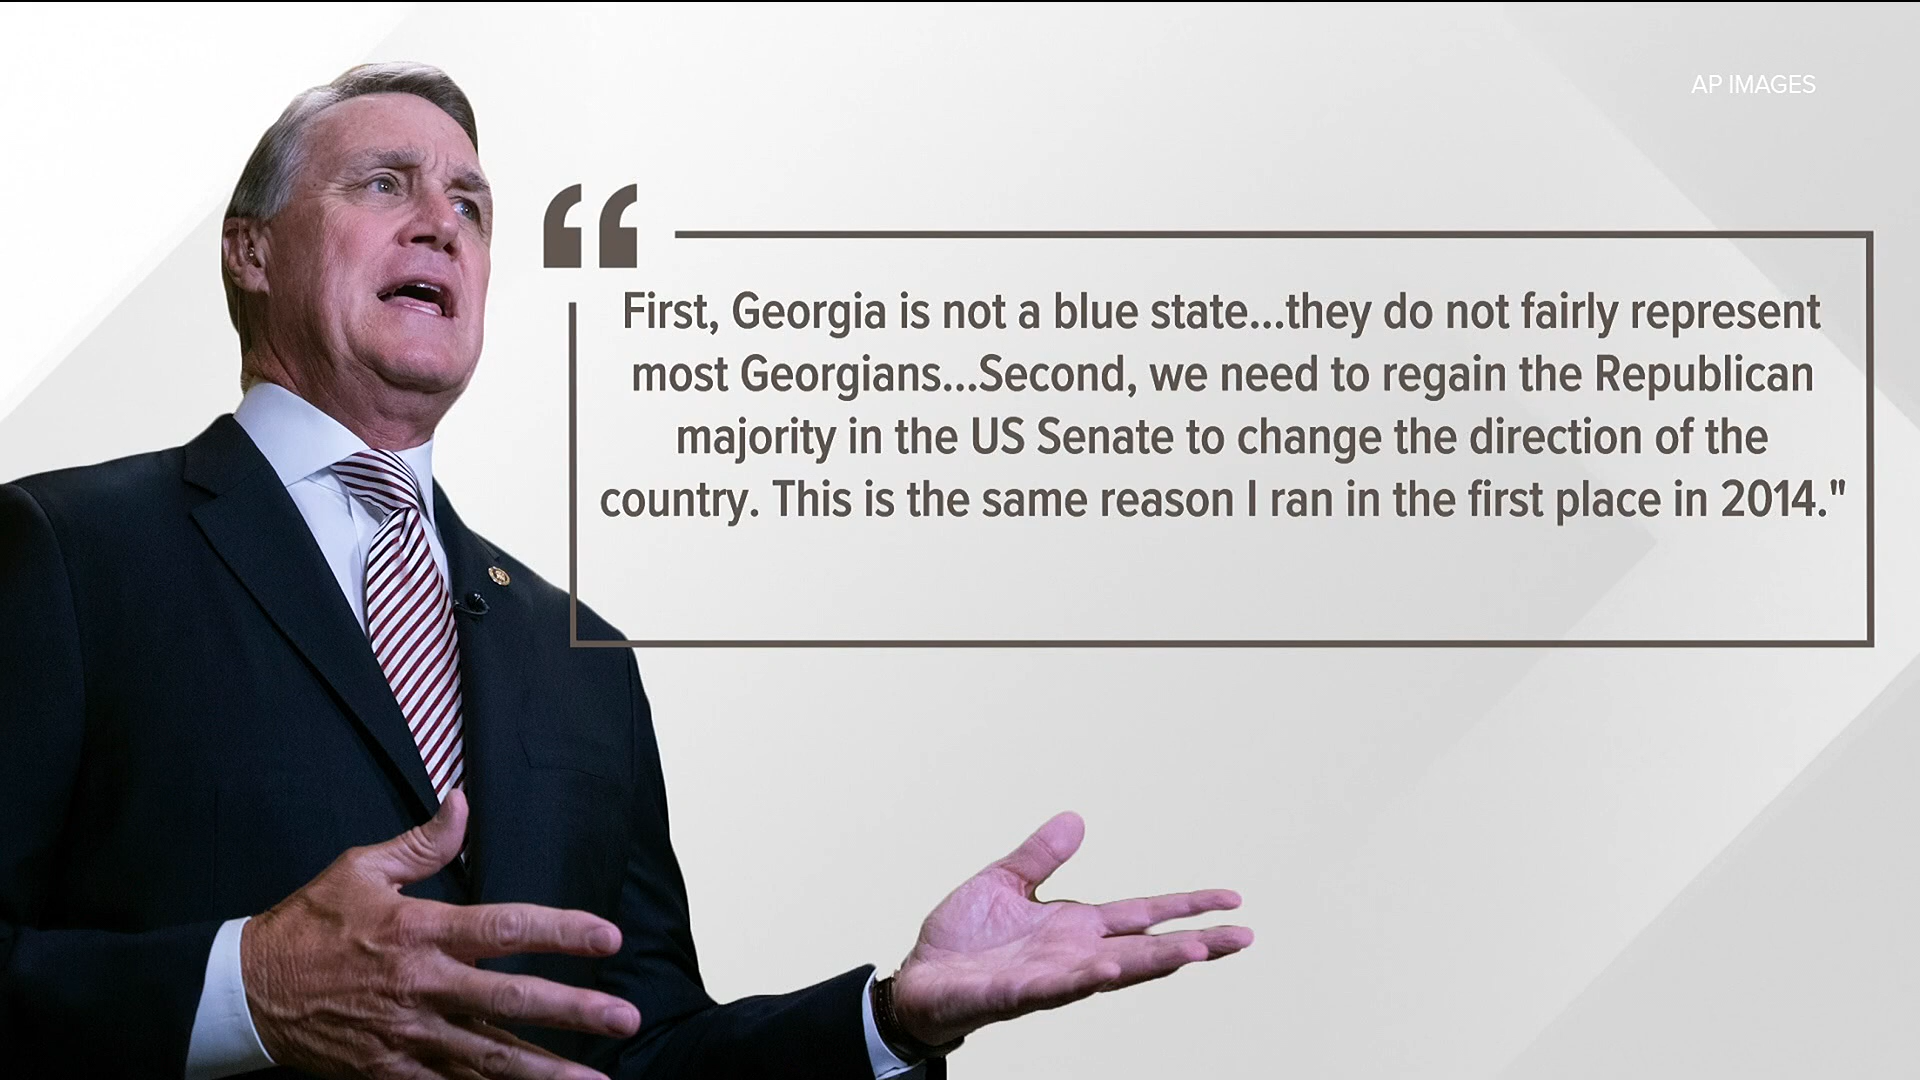 AP IMAGES
“
First, Georgia is not a blue state...they do not fairly represent
most Georgians...Second, we need to regain the Republican
majority in the US Senate to change the direction of the
country. This is the same reason I ran in the first place in 2014."